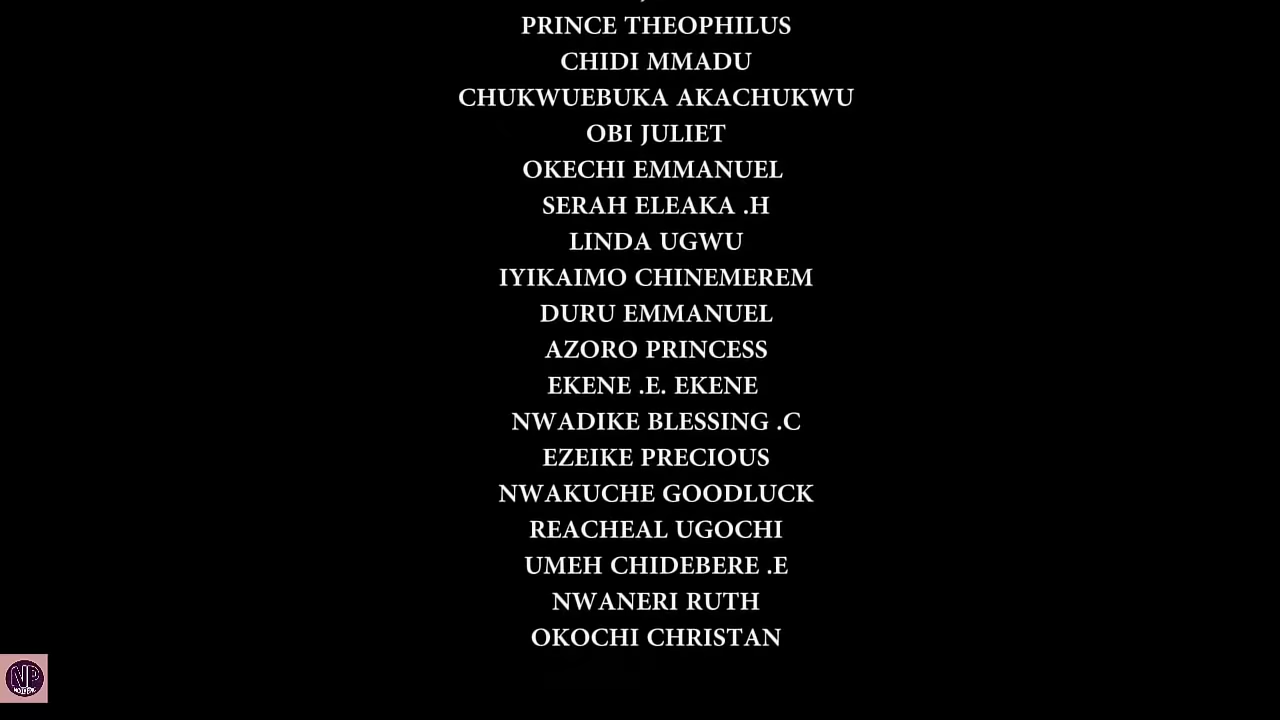 PRINCE THEOPHILUS
CHIDI MMADU
CHUKWUEBUKA AKACHUKWU
OBI JULIET
OKECHI EMMANUEL
SERAH ELEAKA .H
LINDA UGWU
IYIKAIMO CHINEMEREM
DURU EMMANUEL
AZORO PRINCESS
EKENE .E. EKENE
NWADIKE BLESSING .C
EZEIKE PRECIOUS
NWAKUCHE GOODLUCK
REACHEAL UGOCHI
UMEH CHIDEBERE .E
NWANERI RUTH
OKOCHI CHRISTAN
NP